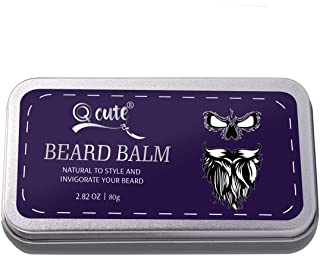 Qcute®
BEARD BALM
NATURAL TO STYLE AND
INVIGORATE YOUR BEARD
2.82 OZ | 80g